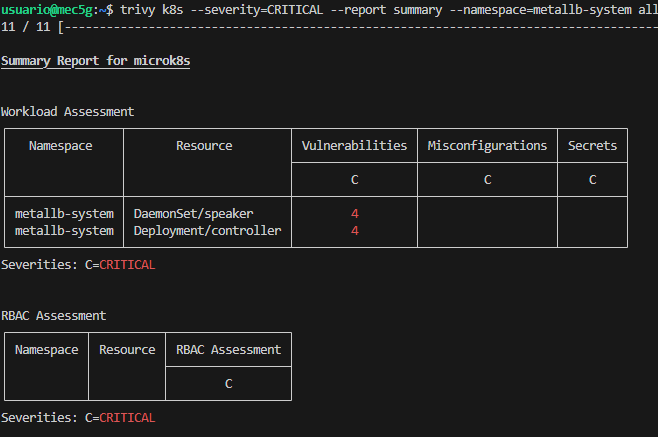 usuario@mec5g:~$ trivy k8s --severity=CRITICAL --report summary --namespace=metallb-system all
11 / 11 [---------------------------------------------------------------------------------
Summary Report for microk8s
Workload Assessment
Namespace Resource Vulnerabilities Misconfigurations Secrets
C C C
metallb-system DaemonSet/speaker 4
metallb-system Deployment/controller 4
Severities: C=CRITICAL
RBAC Assessment
Namespace Resource RBAC Assessment
C
Severities: C=CRITICAL